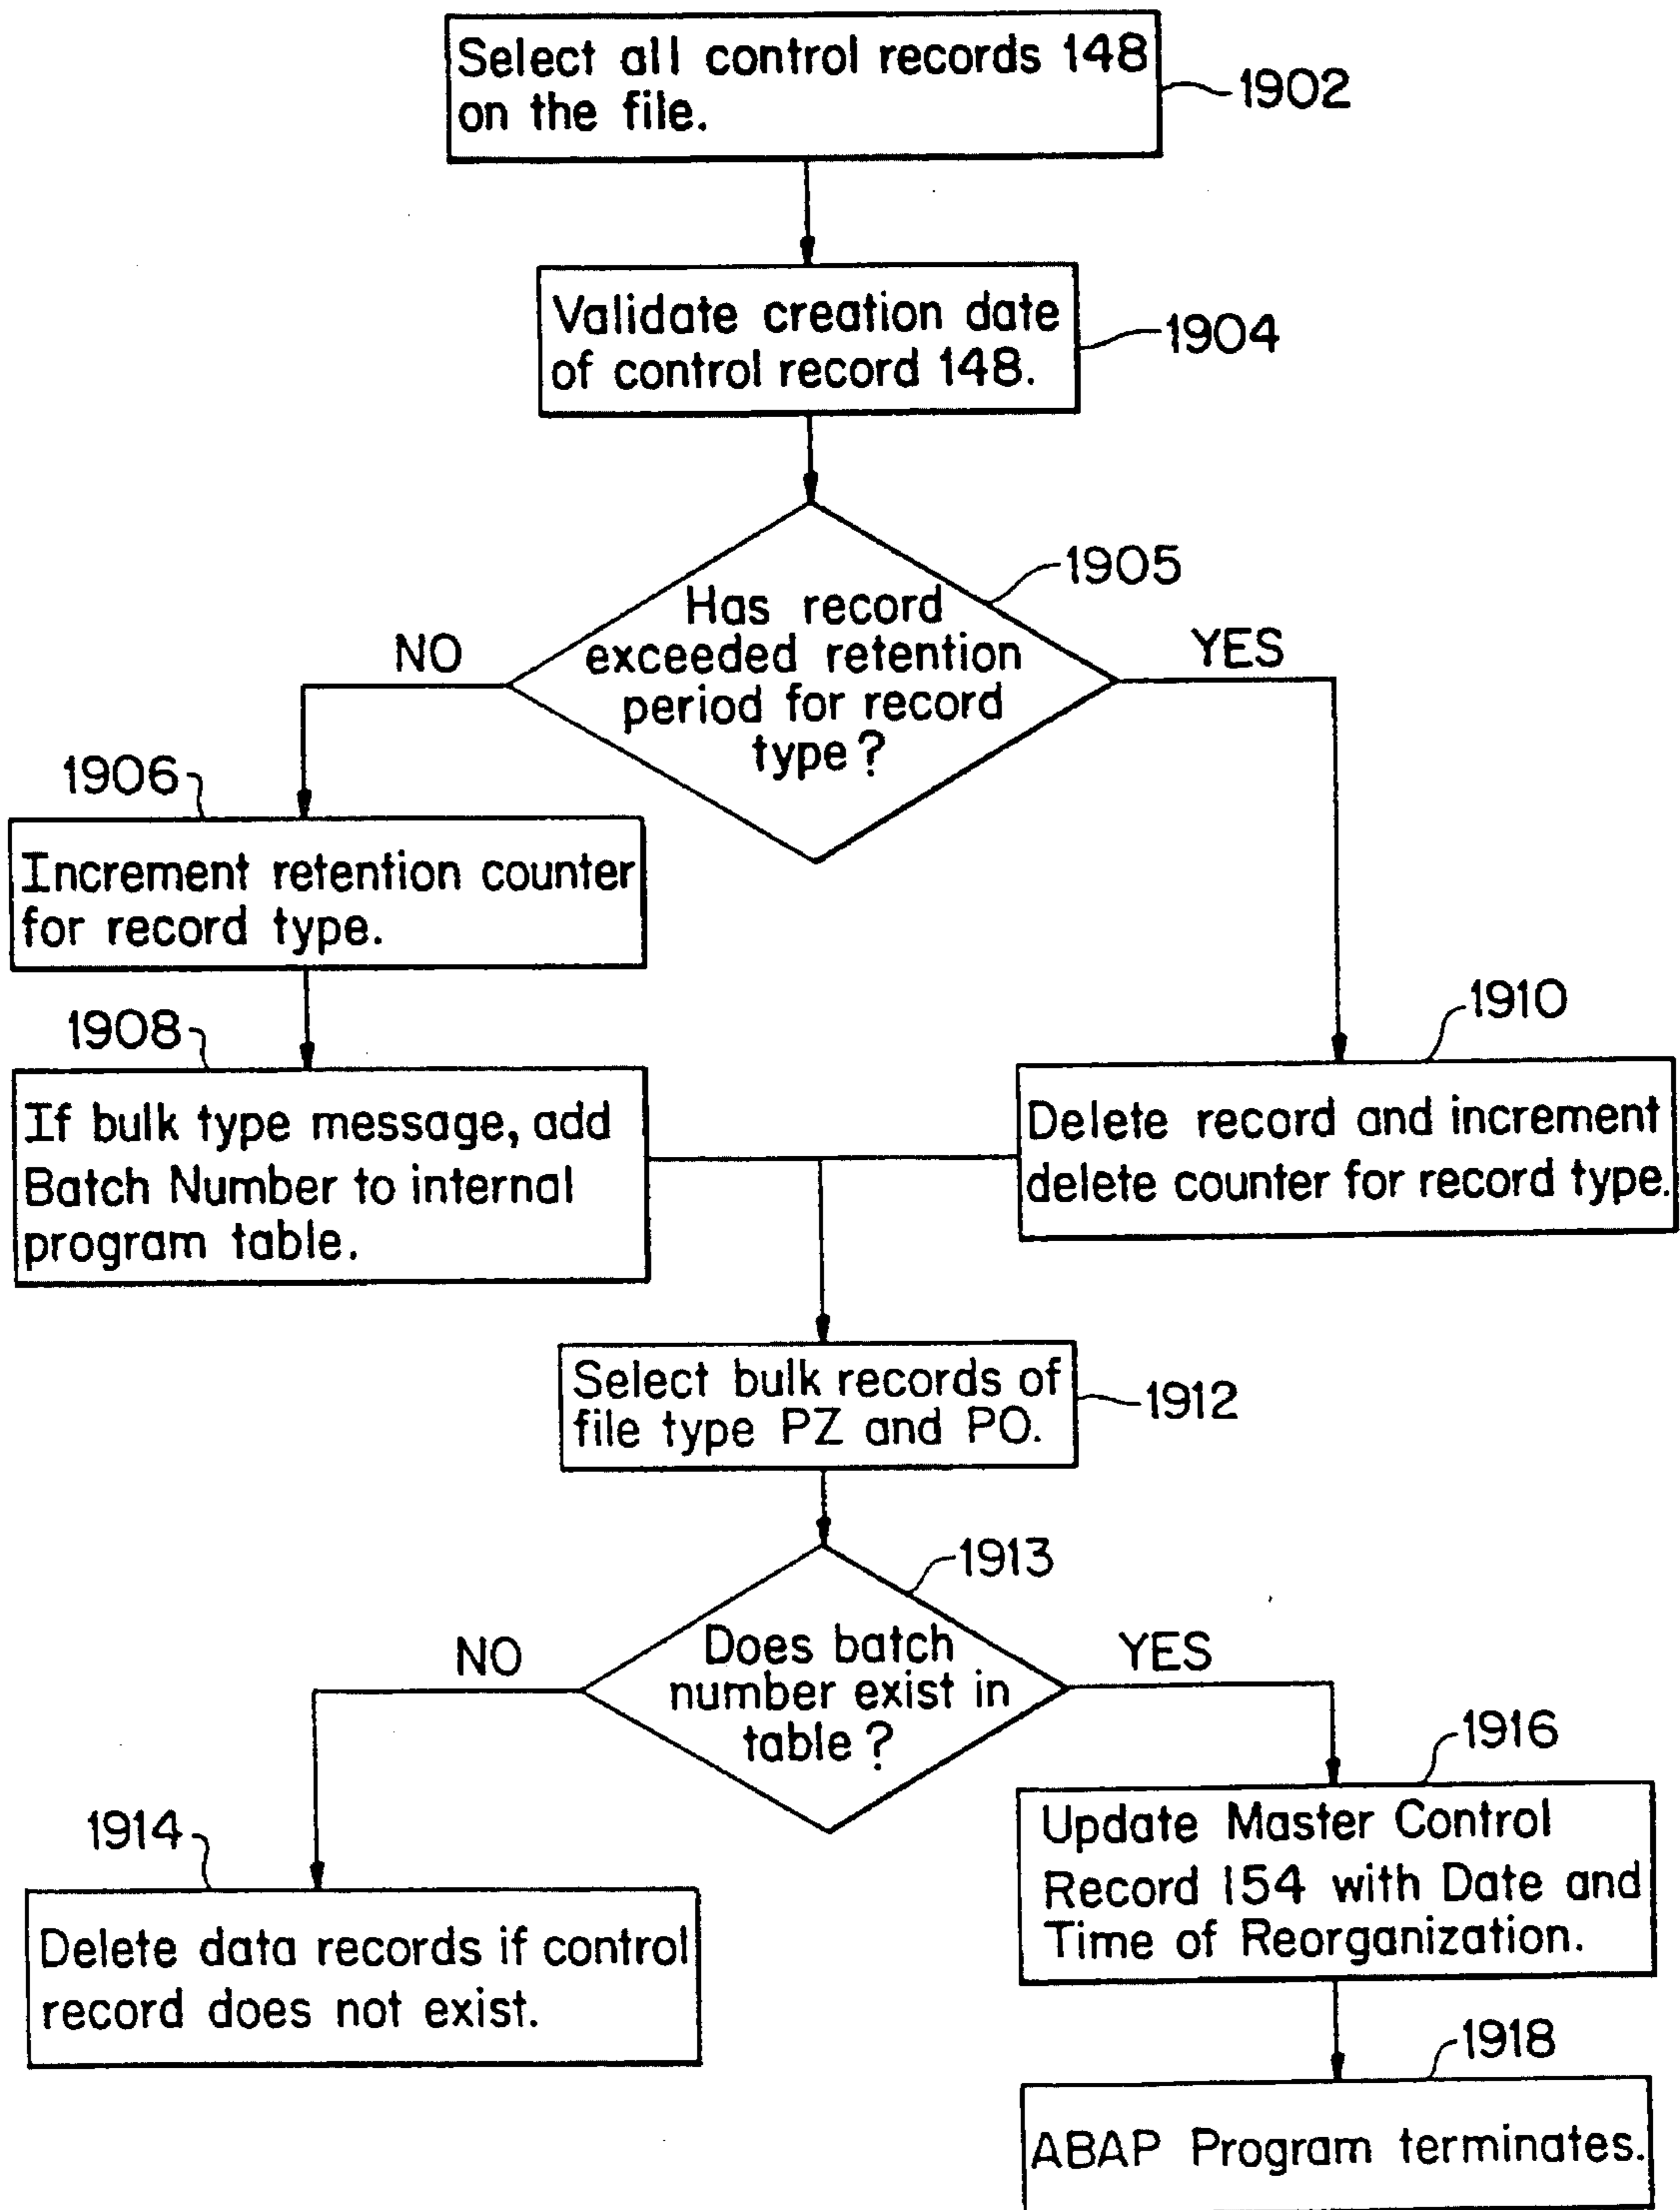 Select all control records 148
on the file.
1902
Validate creation date
of control record 148.
1904
1905
Has record
exceeded retention
period for record
type?
NO
YES
1906
Increment retention counter
for record type.
1908
If bulk type message, add
Batch Number to internal
program table.
1910
Delete record and increment
delete counter for record type.
Select bulk records of
file type PZ and PO.
1912
1913
Does batch
number exist in
table?
NO
YES
1914
Delete data records if control
record does not exist.
1916
Update Master Control
Record 154 with Date and
Time of Reorganization.
1918
ABAP Program terminates.